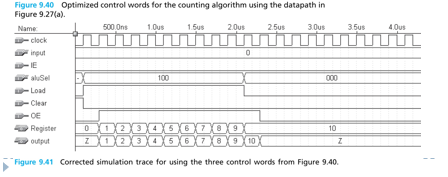 Figure 9.40 Optimized control words for the counting algorithm using the datapath in
Figure 9.27(a).
Name: 500.0ns 1.0us 1.5us 2.0us 2.5us 3.0us 3.5us 4.0us
clock
input 0
IE
aluSel - 100 000
Load
Clear
OE
Register 0 1 2 3 4 5 6 7 8 9 10
output Z 1 2 3 4 5 6 7 8 9 10 Z
Figure 9.41 Corrected simulation trace for using the three control words from Figure 9.40.